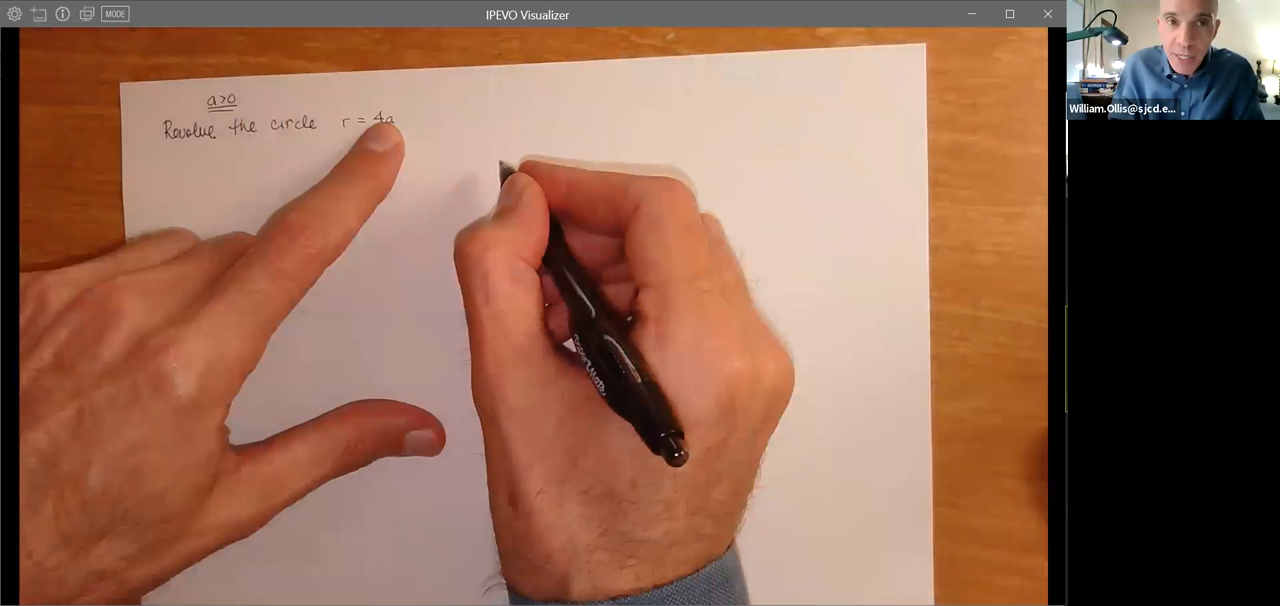 IPEVO Visualizer
MODE
a>0
Revolve the circle r = 4a
William.Ollis@sjcd.e...